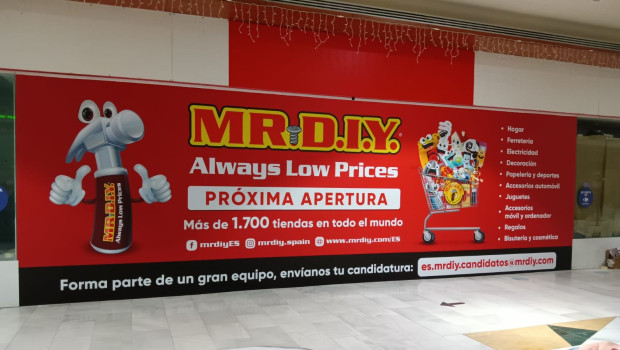 MR.D.I.Y.
Always Low Prices
PRÓXIMA APERTURA
Más de 1.700 tiendas en todo el mundo
mrdiyES mrdiy.spain www.mrdiy.com/ES
MR.D.I.Y.
Always Low Prices
• Hogar
• Ferretería
• Electricidad
• Decoración
• Papelería y deportes
• Accesorios automóvil
• Juguetes
• Accesorios
móvil y ordenador
• Regalos
• Bisutería y cosmética
Forma parte de un gran equipo, envíanos tu candidatura: es.mrdiy.candidatos@mrdiy.com